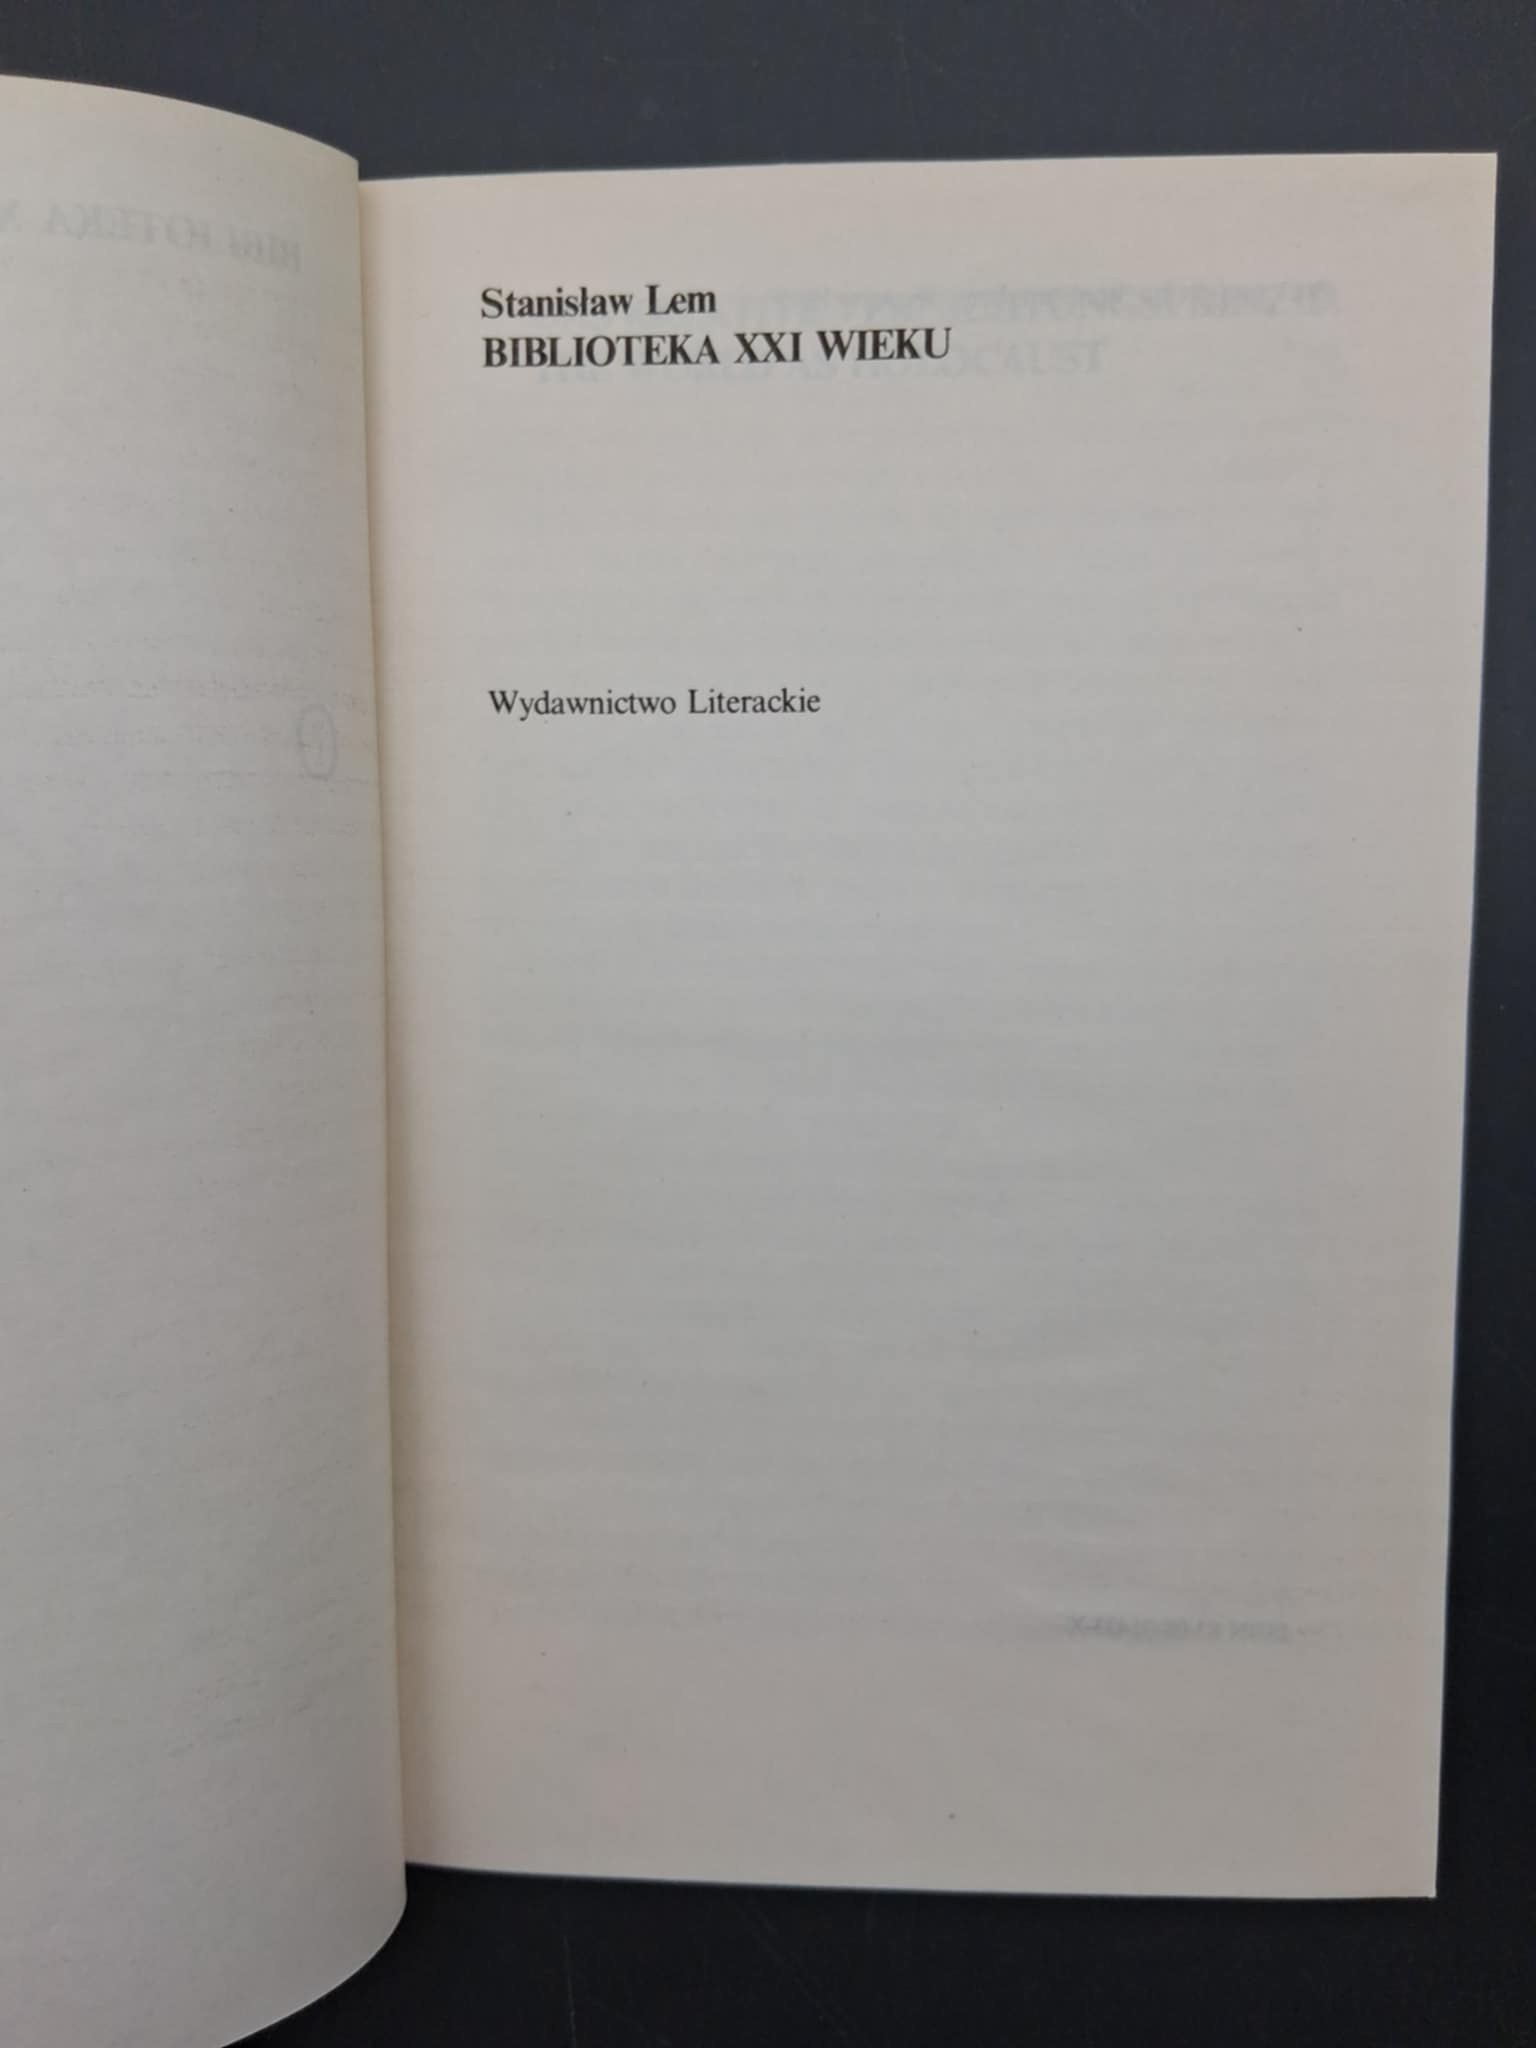 Stanisław Lem
BIBLIOTEKA XXI WIEKU
Wydawnictwo Literackie